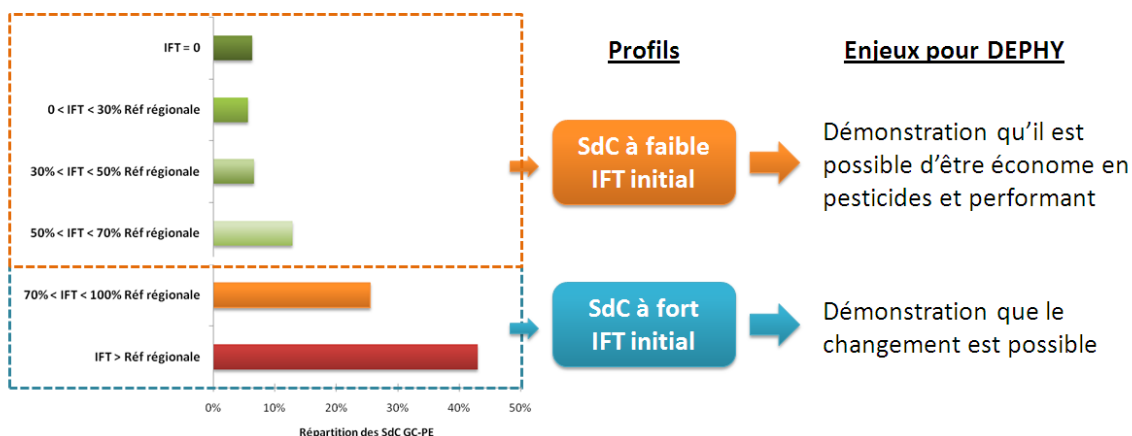 IFT = 0
0 < IFT < 30% Réf régionale
30% < IFT < 50% Réf régionale
50% < IFT < 70% Réf régionale
70% < IFT < 100% Réf régionale
IFT > Réf régionale
0%
10%
20%
30%
40%
50%
Répartition des SdC GC-PE
Profils
SdC à faible
IFT initial
SdC à fort
IFT initial
Enjeux pour DEPHY
Démonstration qu'il est
possible d'être économe en
pesticides et performant
Démonstration que le
changement est possible